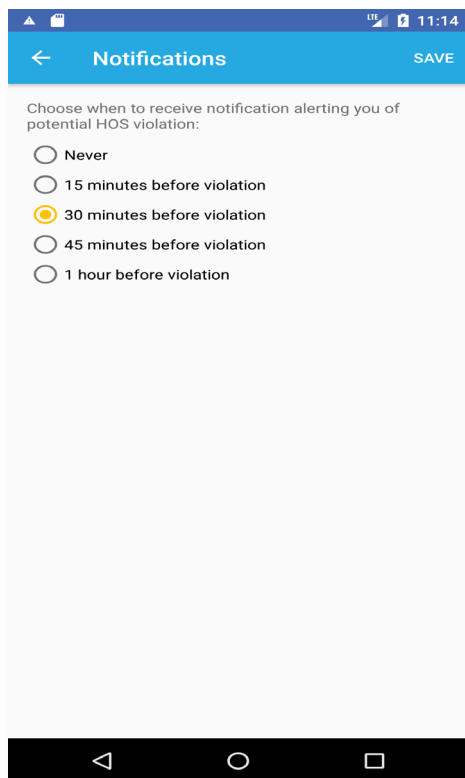 LTE 11:14
Notifications SAVE
Choose when to receive notification alerting you of
potential HOS violation:
Never
15 minutes before violation
30 minutes before violation
45 minutes before violation
1 hour before violation